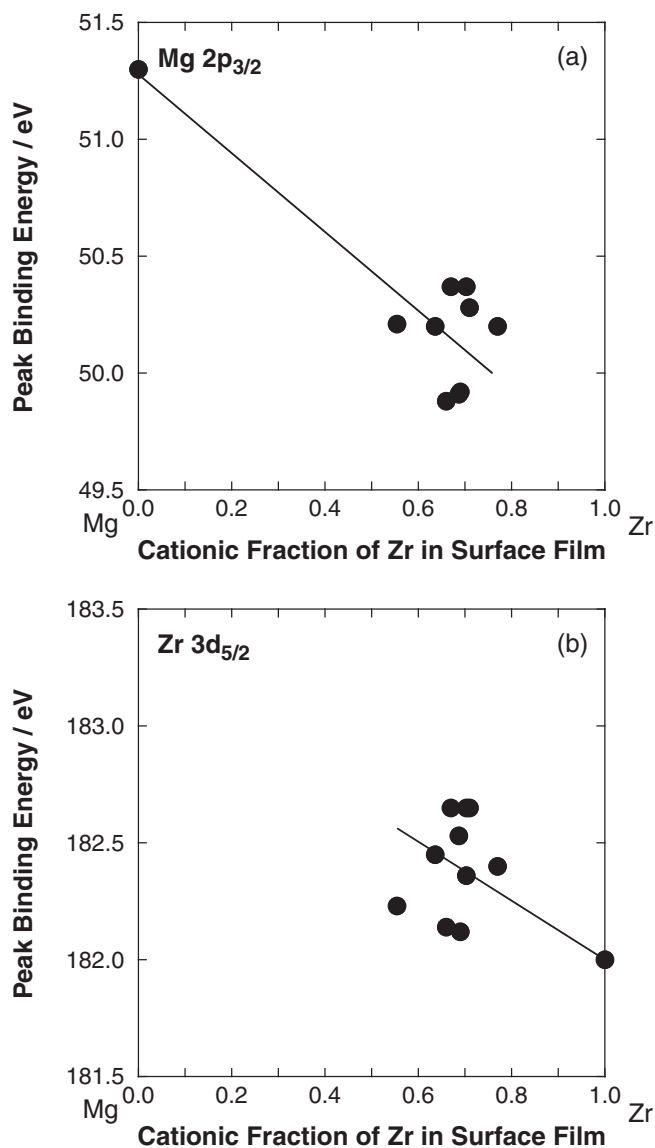 51.5
Mg 2p3/2
(a)
51.0
50.5
50.0
49.5
Peak Binding Energy / eV
0.0 0.2 0.4 0.6 0.8 1.0
Mg
Zr
Cationic Fraction of Zr in Surface Film
183.5
Zr 3d5/2
(b)
183.0
182.5
182.0
181.5
Peak Binding Energy / eV
0.0 0.2 0.4 0.6 0.8 1.0
Mg
Zr
Cationic Fraction of Zr in Surface Film